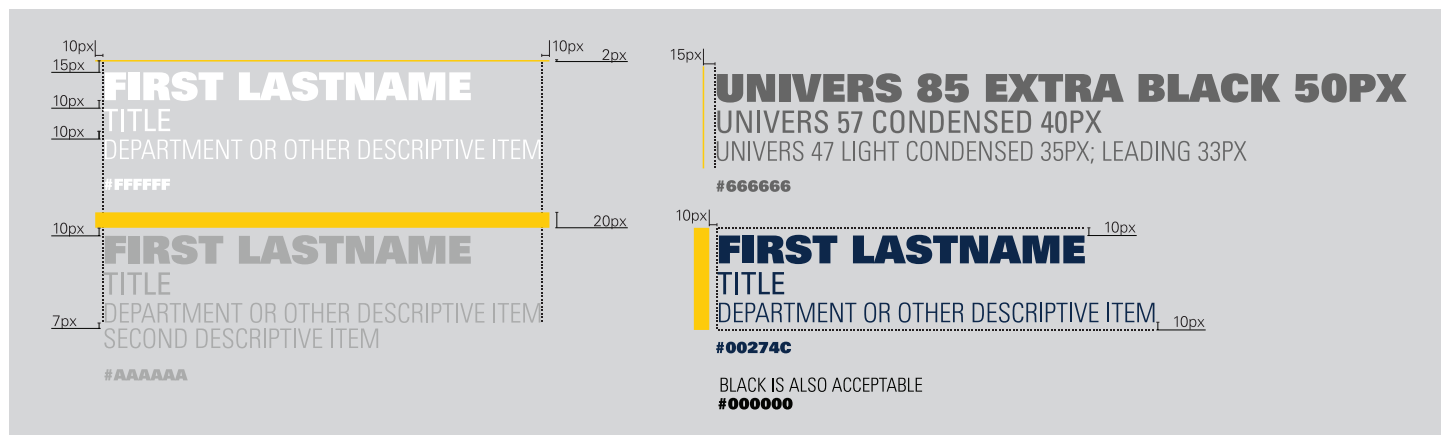 10px
10px
2px
15px
FIRST LASTNAME
10px
TITLE
10px
DEPARTMENT OR OTHER DESCRIPTIVE ITEM
#FFFFFF
20px
10px
FIRST LASTNAME
TITLE
DEPARTMENT OR OTHER DESCRIPTIVE ITEM
7px
SECOND DESCRIPTIVE ITEM
#AAAAAA
15px
UNIVERS 85 EXTRA BLACK 50PX
UNIVERS 57 CONDENSED 40PX
UNIVERS 47 LIGHT CONDENSED 35PX; LEADING 33PX
#666666
10px
10px
FIRST LASTNAME
TITLE
DEPARTMENT OR OTHER DESCRIPTIVE ITEM
10px
#00274C
BLACK IS ALSO ACCEPTABLE
#000000